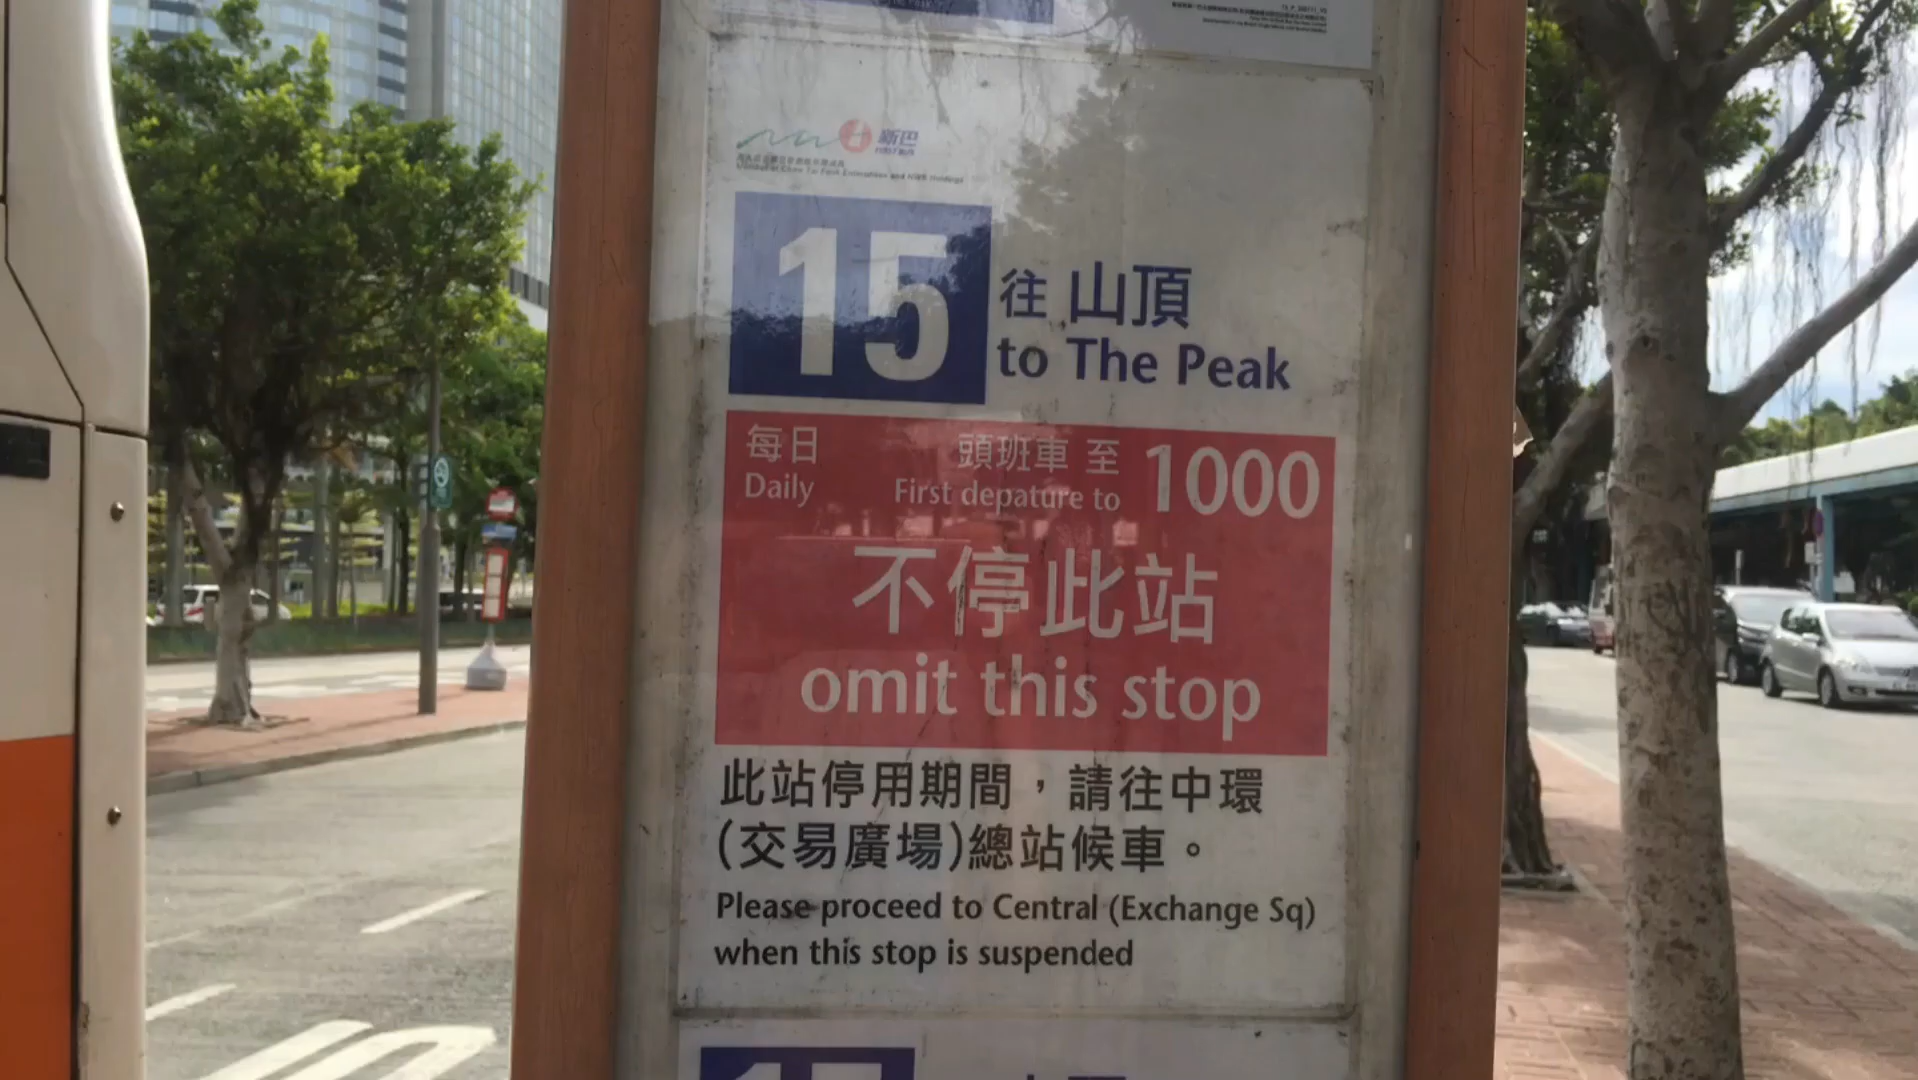 新巴
15
往 山頂
to The Peak
每日 頭班車 至 1000
Daily First depature to
不停此站
omit this stop
此站停用期間，請往中環
(交易廣場)總站候車。
Please proceed to Central (Exchange Sq)
when this stop is suspended